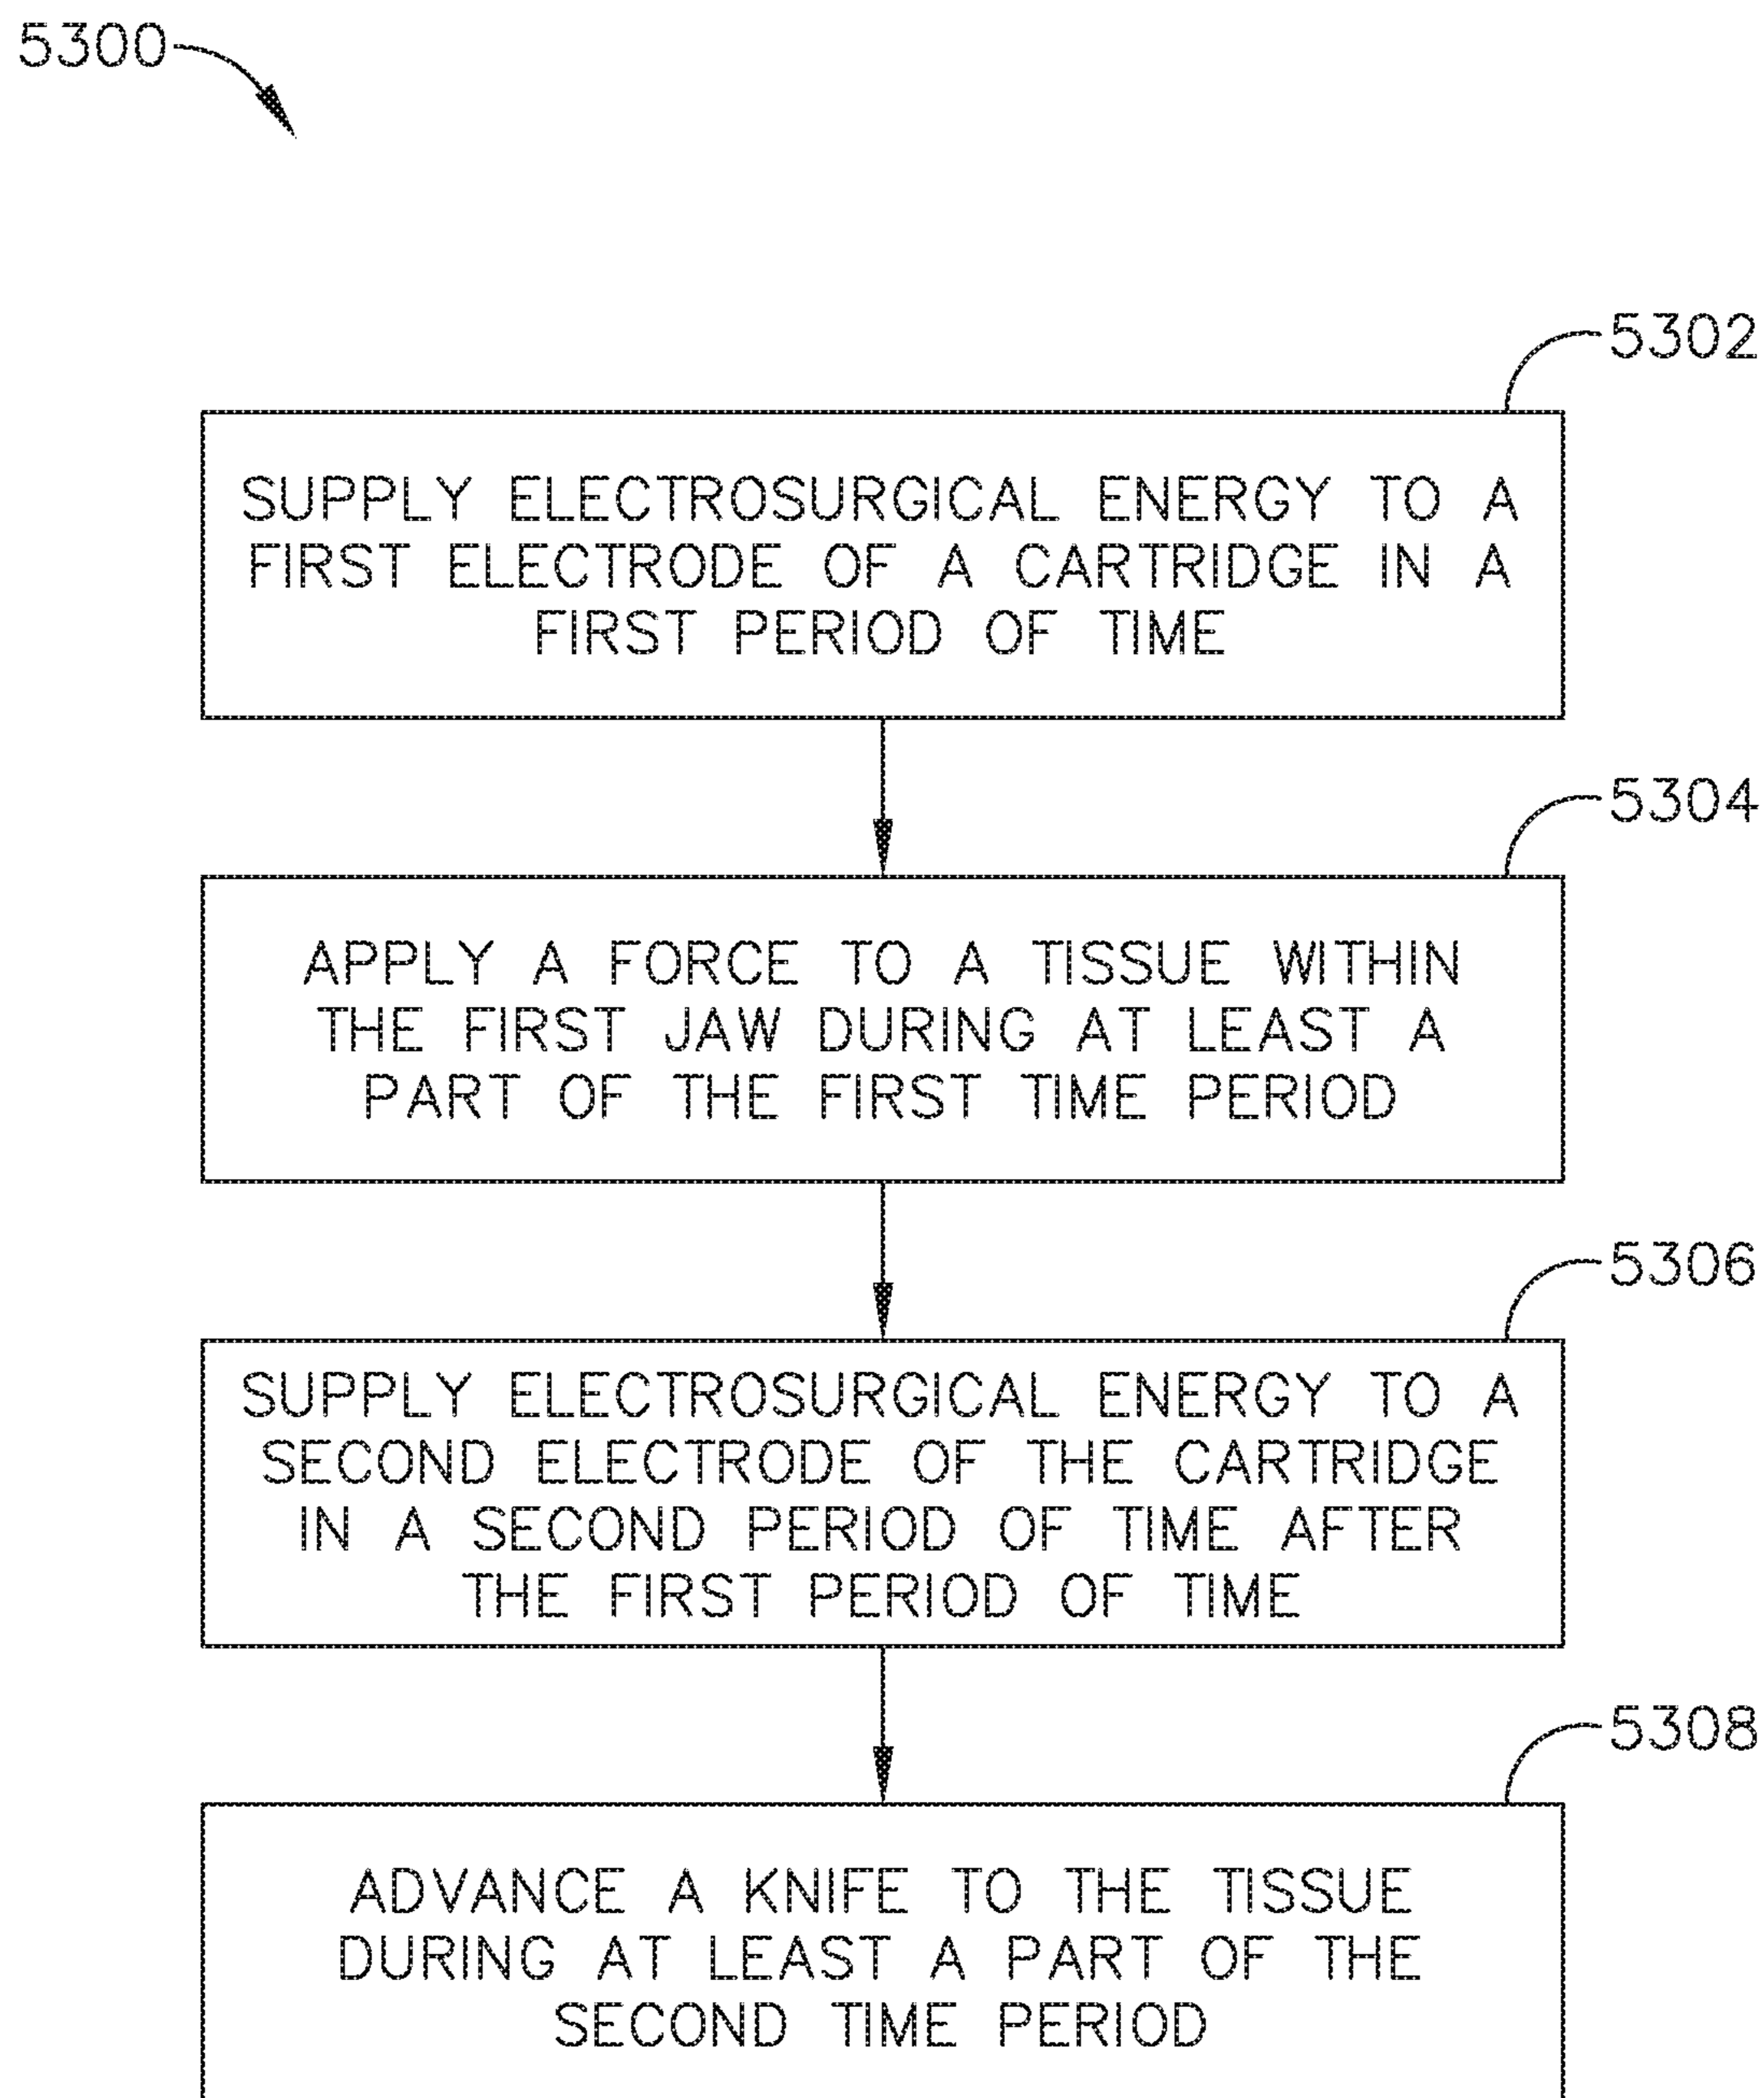 5300
5302
SUPPLY ELECTROSURGICAL ENERGY TO A
FIRST ELECTRODE OF A CARTRIDGE IN A
FIRST PERIOD OF TIME
5304
APPLY A FORCE TO A TISSUE WITHIN
THE FIRST JAW DURING AT LEAST A
PART OF THE FIRST TIME PERIOD
5306
SUPPLY ELECTROSURGICAL ENERGY TO A
SECOND ELECTRODE OF THE CARTRIDGE
IN A SECOND PERIOD OF TIME AFTER
THE FIRST PERIOD OF TIME
5308
ADVANCE A KNIFE TO THE TISSUE
DURING AT LEAST A PART OF THE
SECOND TIME PERIOD